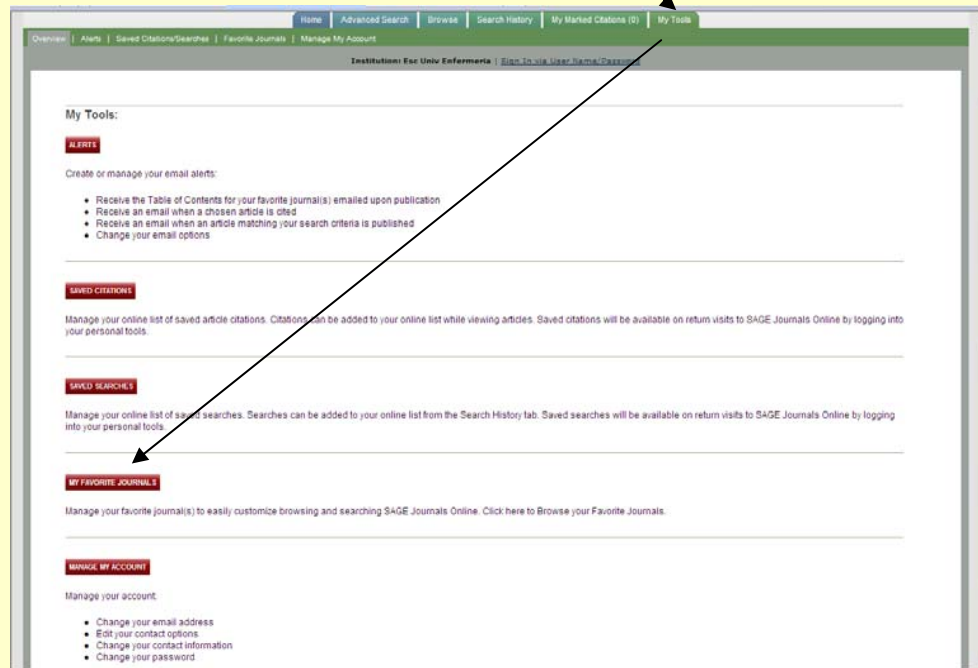 Home Advanced Search Browse Search History My Marked Citations (0) My Tools
Overview | Alerts | Saved Citations/Searches | Favorite Journals | Manage My Account
Institution: Esc Univ Enfermeria | Sign In via User Name/Password
My Tools:
ALERTS
Create or manage your email alerts:
• Receive the Table of Contents for your favorite journal(s) emailed upon publication
• Receive an email when a chosen article is cited
• Receive an email when an article matching your search criteria is published
• Change your email options
SAVED CITATIONS
Manage your online list of saved article citations. Citations can be added to your online list while viewing articles. Saved citations will be available on return visits to SAGE Journals Online by logging into
your personal tools.
SAVED SEARCHES
Manage your online list of saved searches. Searches can be added to your online list from the Search History tab. Saved searches will be available on return visits to SAGE Journals Online by logging
into your personal tools.
MY FAVORITE JOURNALS
Manage your favorite journal(s) to easily customize browsing and searching SAGE Journals Online. Click here to Browse your Favorite Journals.
MANAGE MY ACCOUNT
Manage your account:
• Change your email address
• Edit your contact options
• Change your contact information
• Change your password